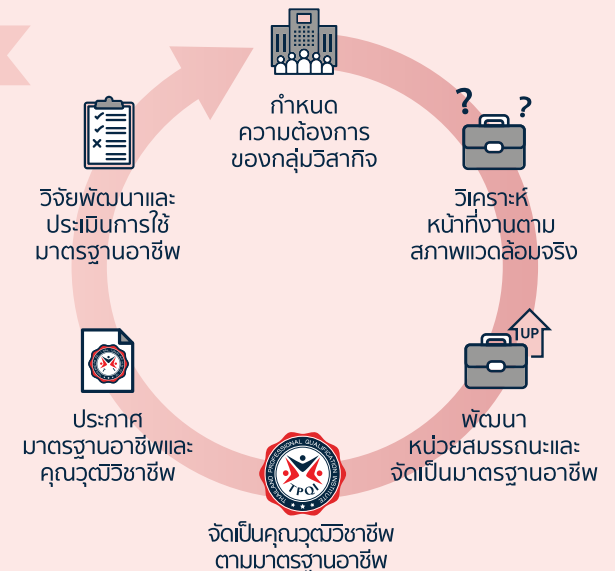 กำหนด
ความต้องการ
ของกลุ่มวิสากิจ
? ?
วิเคราะห์
หน้าที่งานตาม
สภาพแวดล้อมจริง
UP
พัฒนา
หน่วยสมรรถนะและ
จัดเป็นมาตรฐานอาชีพ
THAILAND PROFESSIONAL QUALIFICATION INSTITUTE
TPQI
จัดเป็นคุณวุฒิวิชาชีพ
ตามมาตรฐานอาชีพ
ประกาศ
มาตรฐานอาชีพและ
คุณวุฒิวิชาชีพ
วิจัยพัฒนาและ
ประเมินการใช้
มาตรฐานอาชีพ